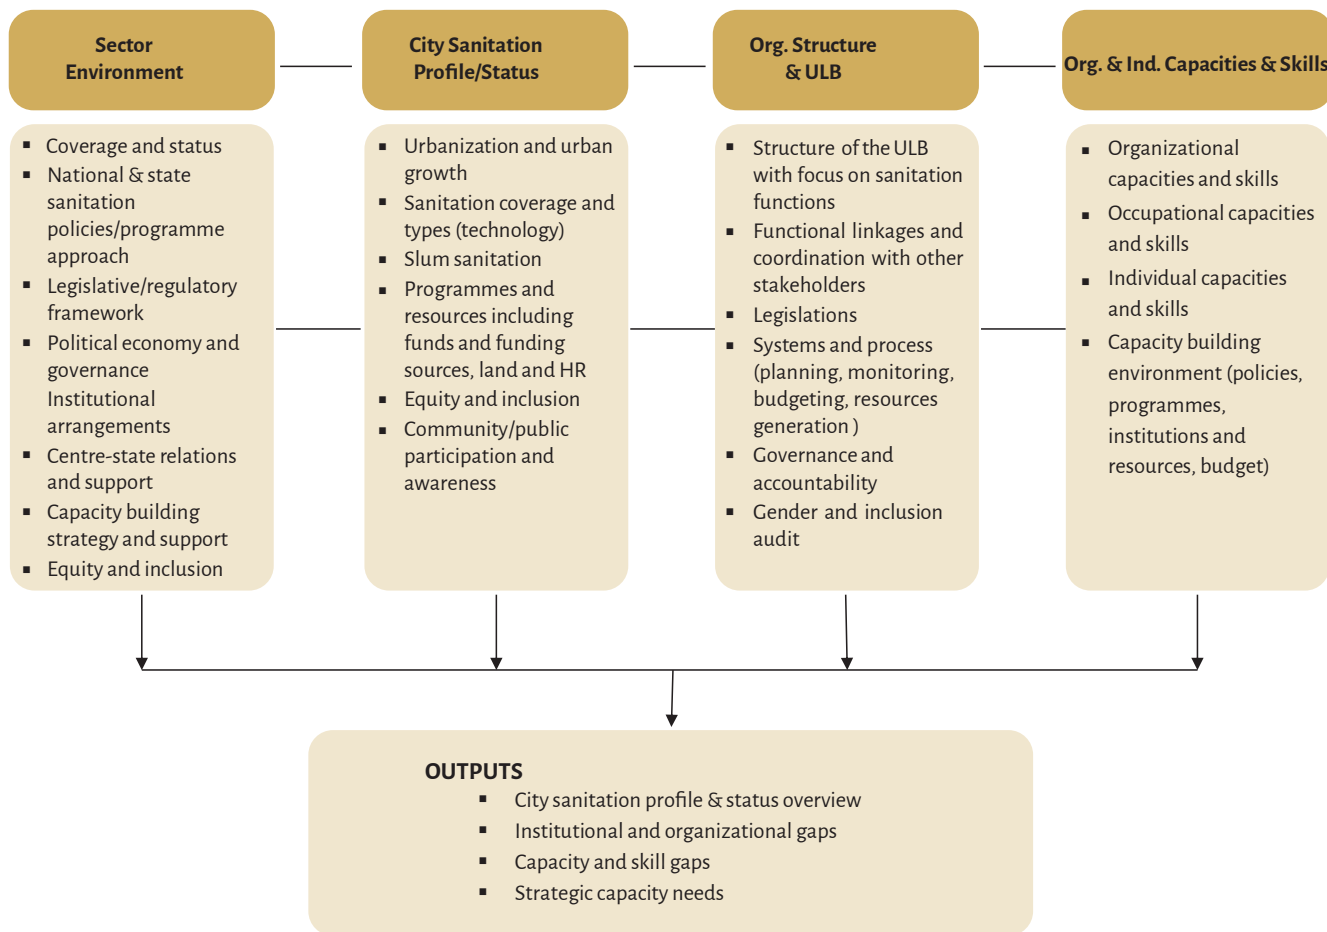 Sector
Environment
City Sanitation
Profile/Status
Org. Structure
& ULB
Org. & Ind. Capacities & Skills
▪ Coverage and status
▪ National & state
sanitation
policies/programme
approach
▪ Legislative/regulatory
framework
▪ Political economy and
governance
Institutional
arrangements
▪ Centre-state relations
and support
▪ Capacity building
strategy and support
▪ Equity and inclusion
▪ Urbanization and urban
growth
▪ Sanitation coverage and
types (technology)
▪ Slum sanitation
▪ Programmes and
resources including
funds and funding
sources, land and HR
▪ Equity and inclusion
▪ Community/public
participation and
awareness
▪ Structure of the ULB
with focus on sanitation
functions
▪ Functional linkages and
coordination with other
stakeholders
▪ Legislations
▪ Systems and process
(planning, monitoring,
budgeting, resources
generation )
▪ Governance and
accountability
▪ Gender and inclusion
audit
▪ Organizational
capacities and skills
▪ Occupational capacities
and skills
▪ Individual capacities
and skills
▪ Capacity building
environment (policies,
programmes,
institutions and
resources, budget)
OUTPUTS
▪ City sanitation profile & status overview
▪ Institutional and organizational gaps
▪ Capacity and skill gaps
▪ Strategic capacity needs